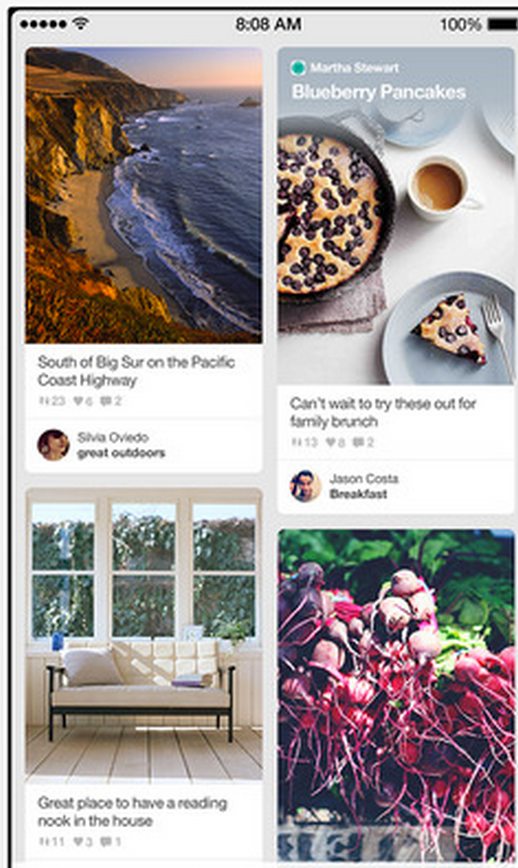 8:08 AM
100%
South of Big Sur on the Pacific
Coast Highway
23 6 2
Silvia Oviedo
great outdoors
Martha Stewart
Blueberry Pancakes
Can't wait to try these out for
family brunch
13 8 2
Jason Costa
Breakfast
Great place to have a reading
nook in the house
11 3 1